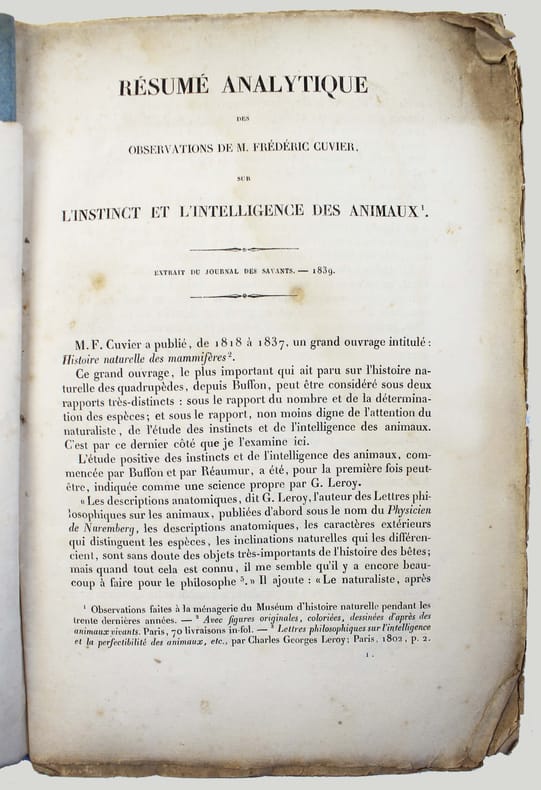 RÉSUMÉ ANALYTIQUE
DES
OBSERVATIONS DE M. FRÉDÉRIC CUVIER,
SUR
L'INSTINCT ET L'INTELLIGENCE DES ANIMAUX¹.
EXTRAIT DU JOURNAL DES SAVANTS. — 1839.
M. F. Cuvier a publié, de 1818 à 1837, un grand ouvrage intitulé :
Histoire naturelle des mammifères².
Ce grand ouvrage, le plus important qui ait paru sur l'histoire na-
turelle des quadrupèdes, depuis Buffon, peut être considéré sous deux
rapports très-distincts : sous le rapport du nombre et de la détermina-
tion des espèces; et sous le rapport, non moins digne de l'attention du
naturaliste, de l'étude des instincts et de l'intelligence des animaux.
C'est par ce dernier côté que je l'examine ici.
L'étude positive des instincts et de l'intelligence des animaux, com-
mencée par Buffon et par Réaumur, a été, pour la première fois peut-
être, indiquée comme une science propre par G. Leroy.
« Les descriptions anatomiques, dit G. Leroy, l'auteur des Lettres phi-
losophiques sur les animaux, publiées d'abord sous le nom du Physicien
de Nuremberg, les descriptions anatomiques, les caractères extérieurs
qui distinguent les espèces, les inclinations naturelles qui les différen-
cient, sont sans doute des objets très-importants de l'histoire des bêtes;
mais quand tout cela est connu, il me semble qu'il y a encore beau-
coup à faire pour le philosophe ³. » Il ajoute : « Le naturaliste, après
¹ Observations faites à la ménagerie du Muséum d'histoire naturelle pendant les
trente dernières années. — ² Avec figures originales, coloriées, dessinées d'après des
animaux vivants. Paris, 70 livraisons in-fol. — ³ Lettres philosophiques sur l'intelligence
et la perfectibilité des animaux, etc., par Charles Georges Leroy; Paris, 1802, p. 2.
1.